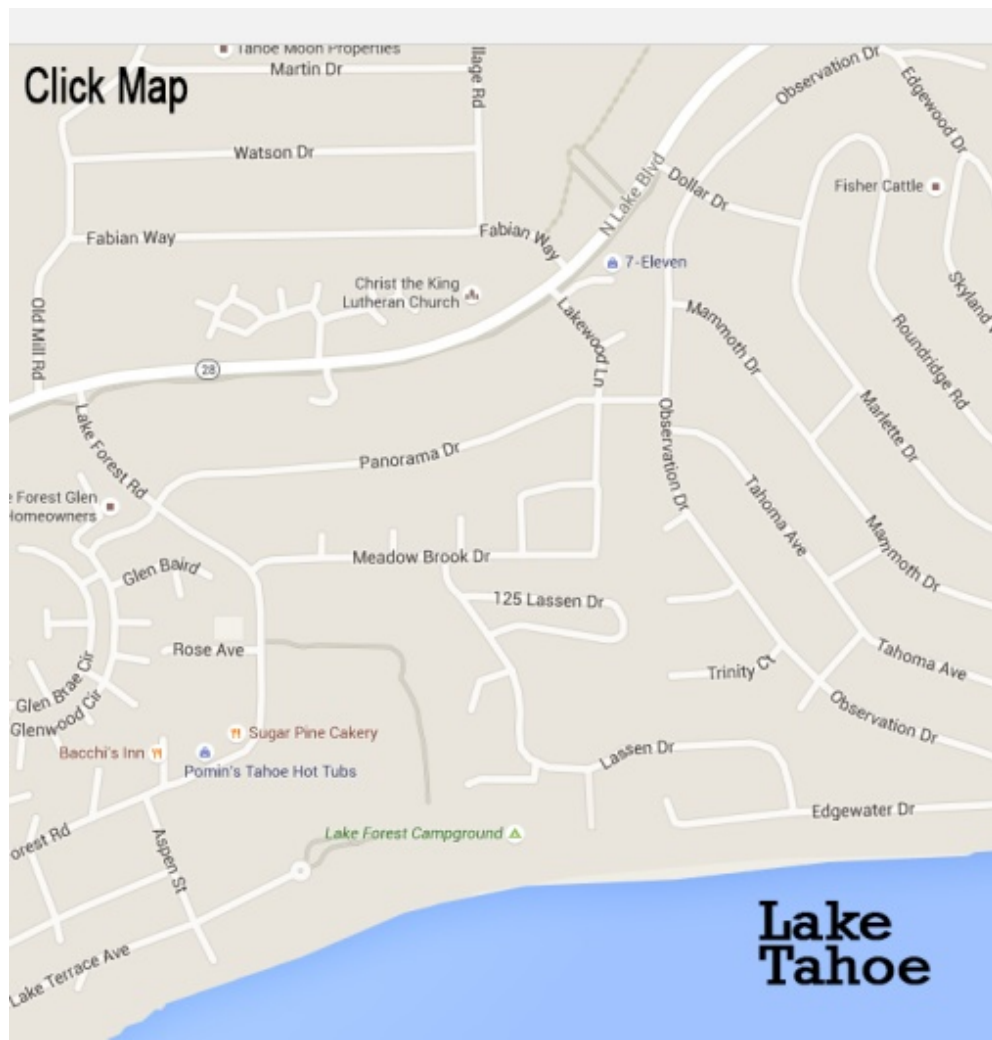 Tahoe Moon Properties
Martin Dr
Click Map
Observation Dr
Edgewood Dr
Watson Dr
N Lake Blvd
Dollar Dr
Fisher Cattle
Fabian Way
Fabian Way
7-Eleven
Christ the King
Lutheran Church
Old Mill Rd
Lakewood Ln
Mammoth Dr
Roundridge Rd
28
Marlette Dr
Lake Forest Rd
Observation Dr
Panorama Dr
Tahoma Ave
e Forest Glen
Homeowners
Mammoth Dr
Meadow Brook Dr
Glen Baird
125 Lassen Dr
Rose Ave
Trinity Ct
Tahoma Ave
Glen Brae Cir
Glenwood Cir
Observation Dr
Sugar Pine Cakery
Bacchi's Inn
Pomin's Tahoe Hot Tubs
Lassen Dr
Edgewater Dr
orest Rd
Lake Forest Campground
Aspen St
Lake Terrace Ave
Lake
Tahoe